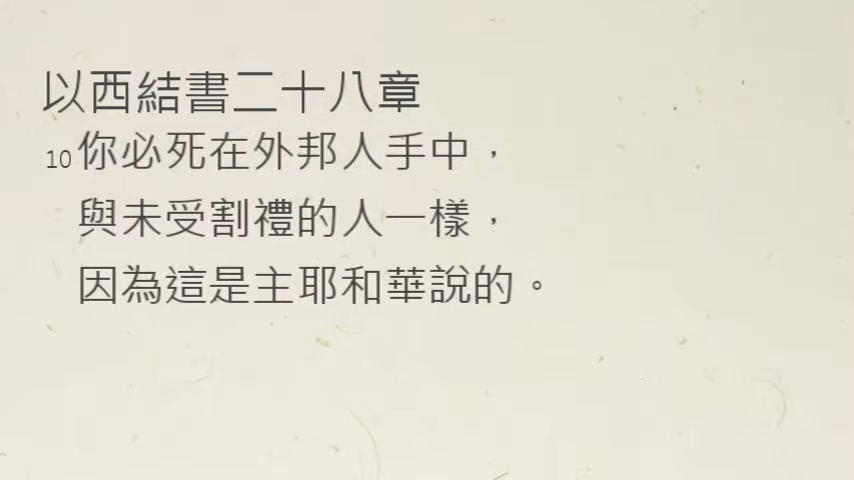 以西結書二十八章
10你必死在外邦人手中，
與未受割禮的人一樣，
因為這是主耶和華說的。